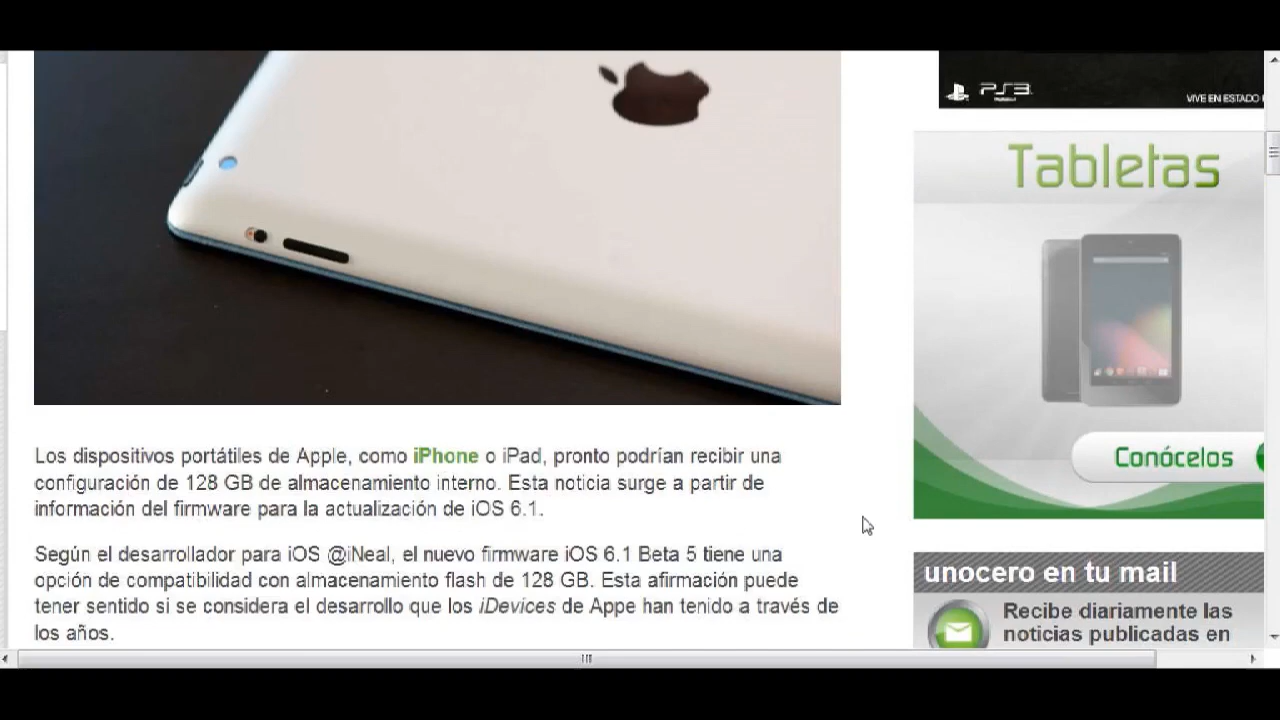 PS3
VIVE EN ESTADO
Tabletas
Conócelos
Los dispositivos portátiles de Apple, como iPhone o iPad, pronto podrían recibir una
configuración de 128 GB de almacenamiento interno. Esta noticia surge a partir de
información del firmware para la actualización de iOS 6.1.
Según el desarrollador para iOS @iNeal, el nuevo firmware iOS 6.1 Beta 5 tiene una
opción de compatibilidad con almacenamiento flash de 128 GB. Esta afirmación puede
tener sentido si se considera el desarrollo que los iDevices de Appe han tenido a través de
los años.
unocero en tu mail
Recibe diariamente las
noticias publicadas en